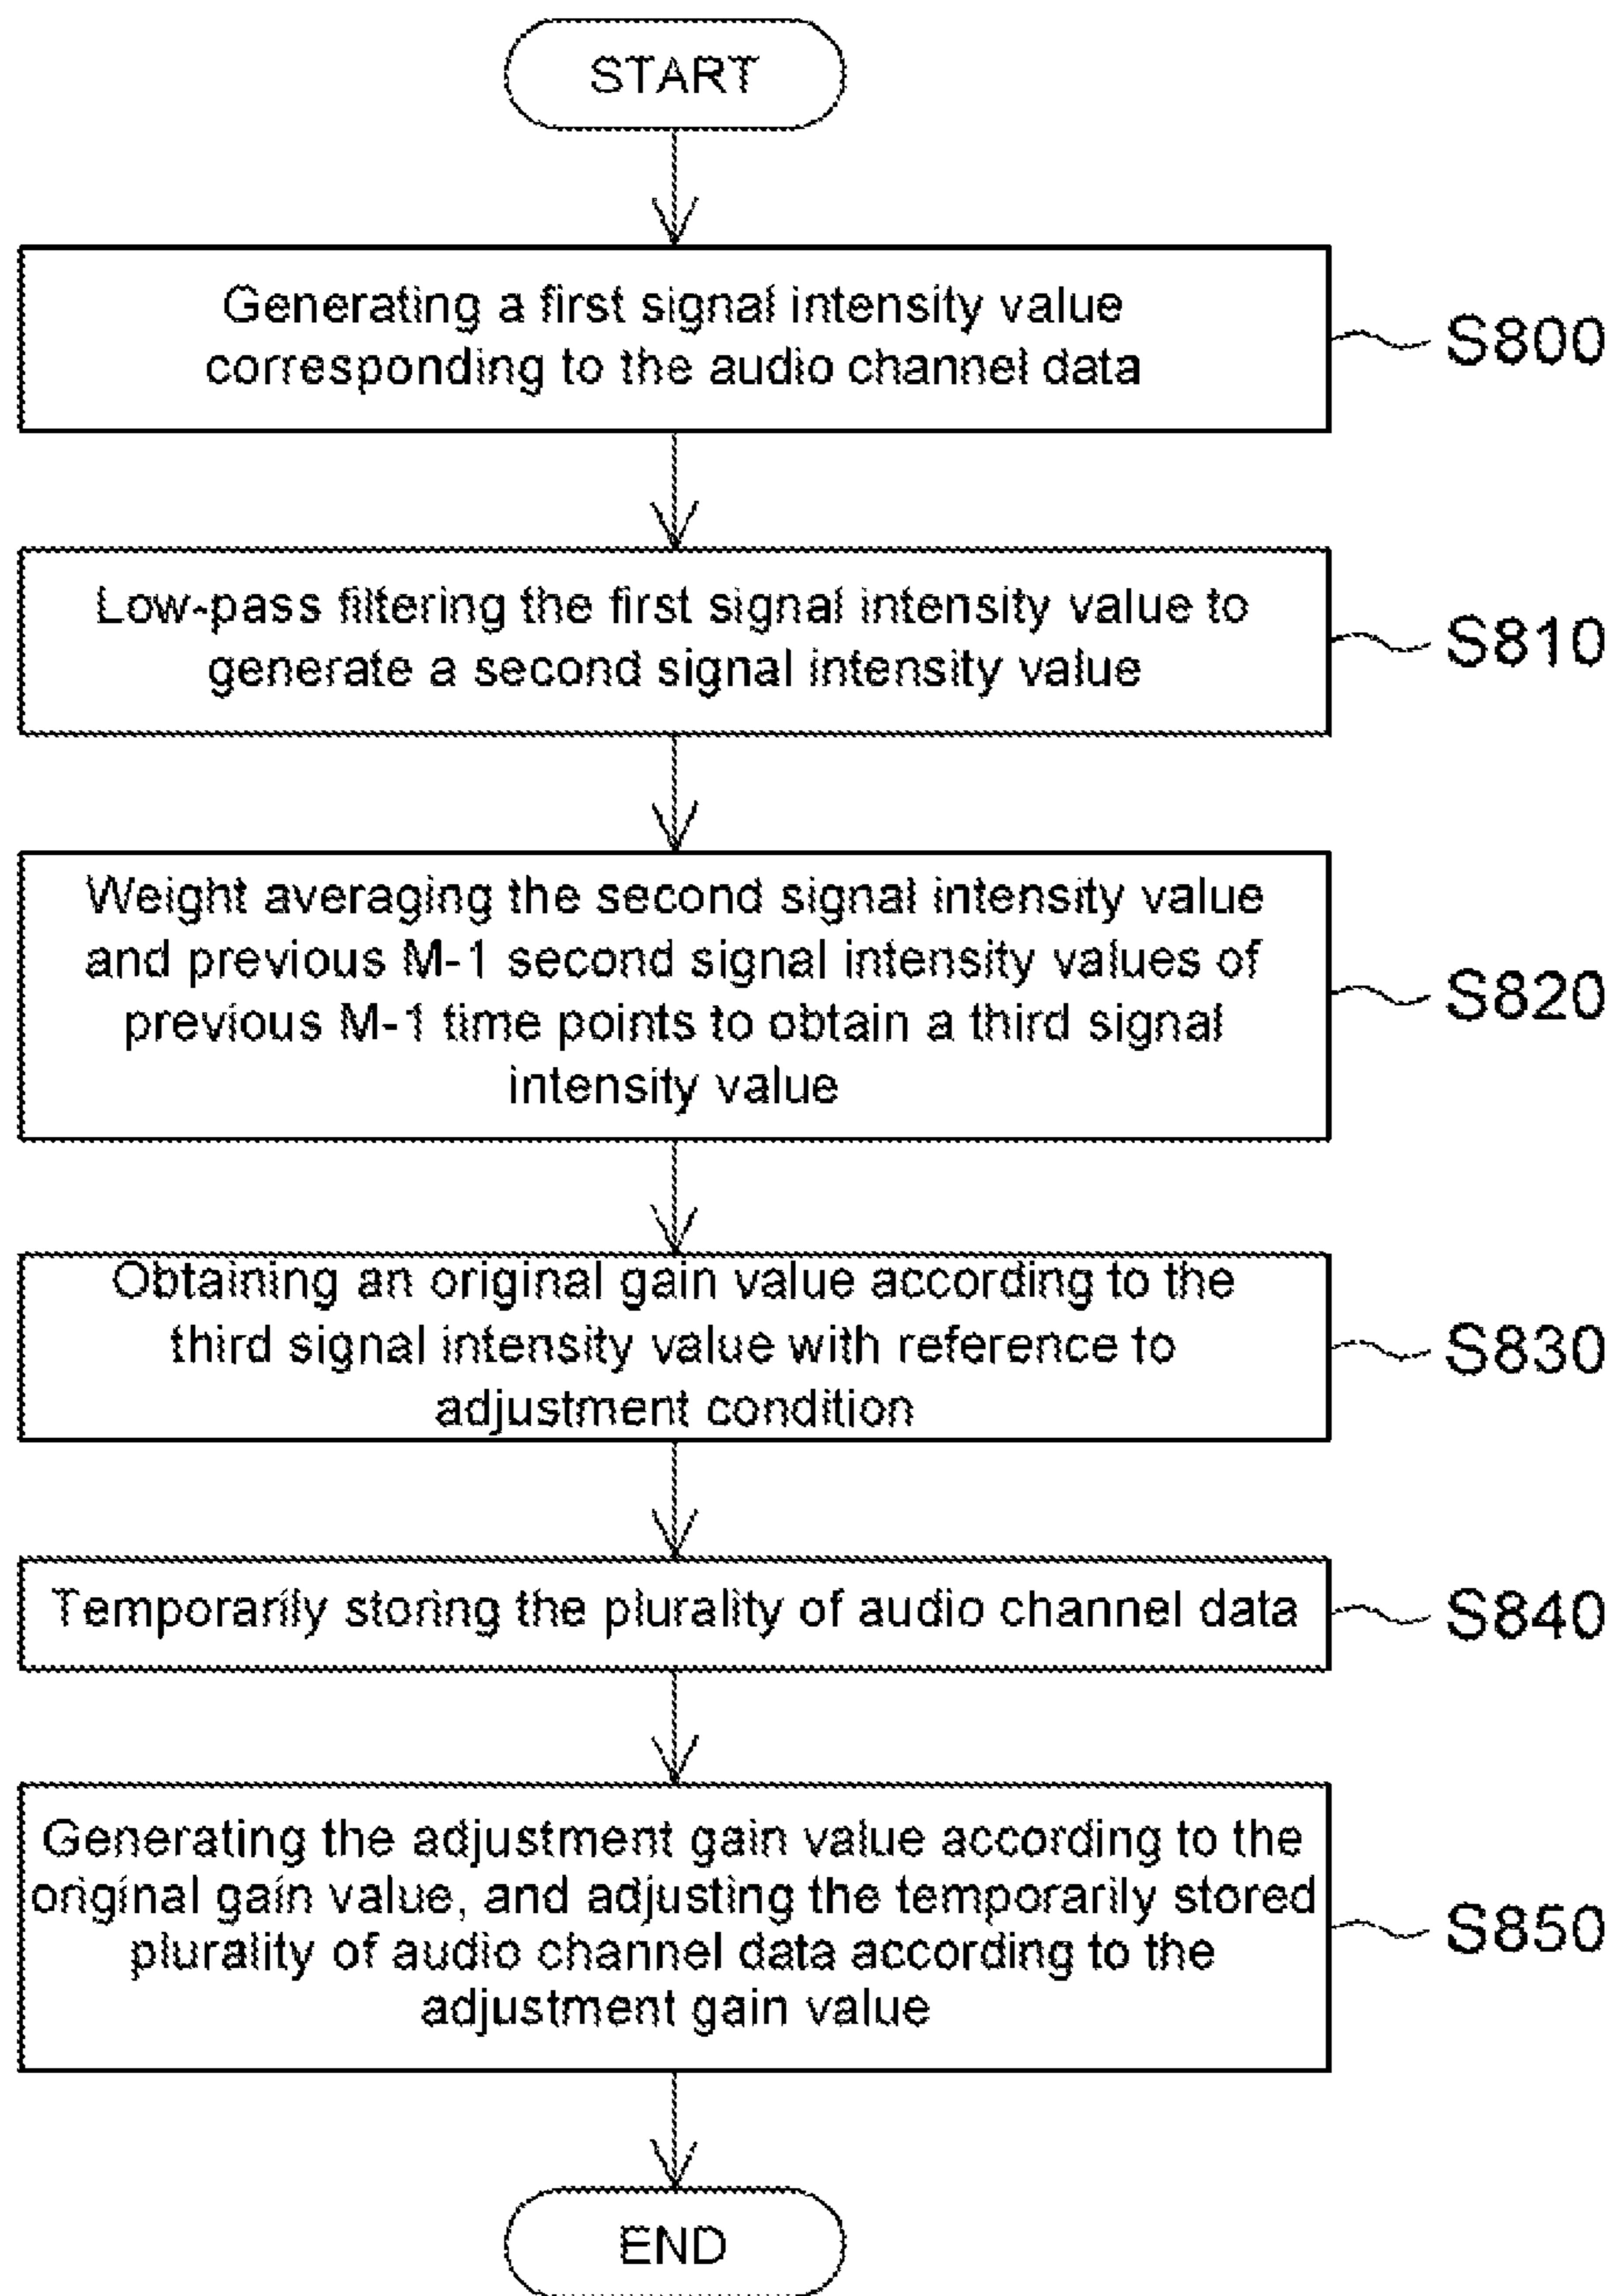 START
Generating a first signal intensity value
corresponding to the audio channel data
S800
Low-pass filtering the first signal intensity value to
generate a second signal intensity value
S810
Weight averaging the second signal intensity value
and previous M-1 second signal intensity values of
previous M-1 time points to obtain a third signal
intensity value
S820
Obtaining an original gain value according to the
third signal intensity value with reference to
adjustment condition
S830
Temporarily storing the plurality of audio channel data
S840
Generating the adjustment gain value according to the
original gain value, and adjusting the temporarily stored
plurality of audio channel data according to the
adjustment gain value
S850
END